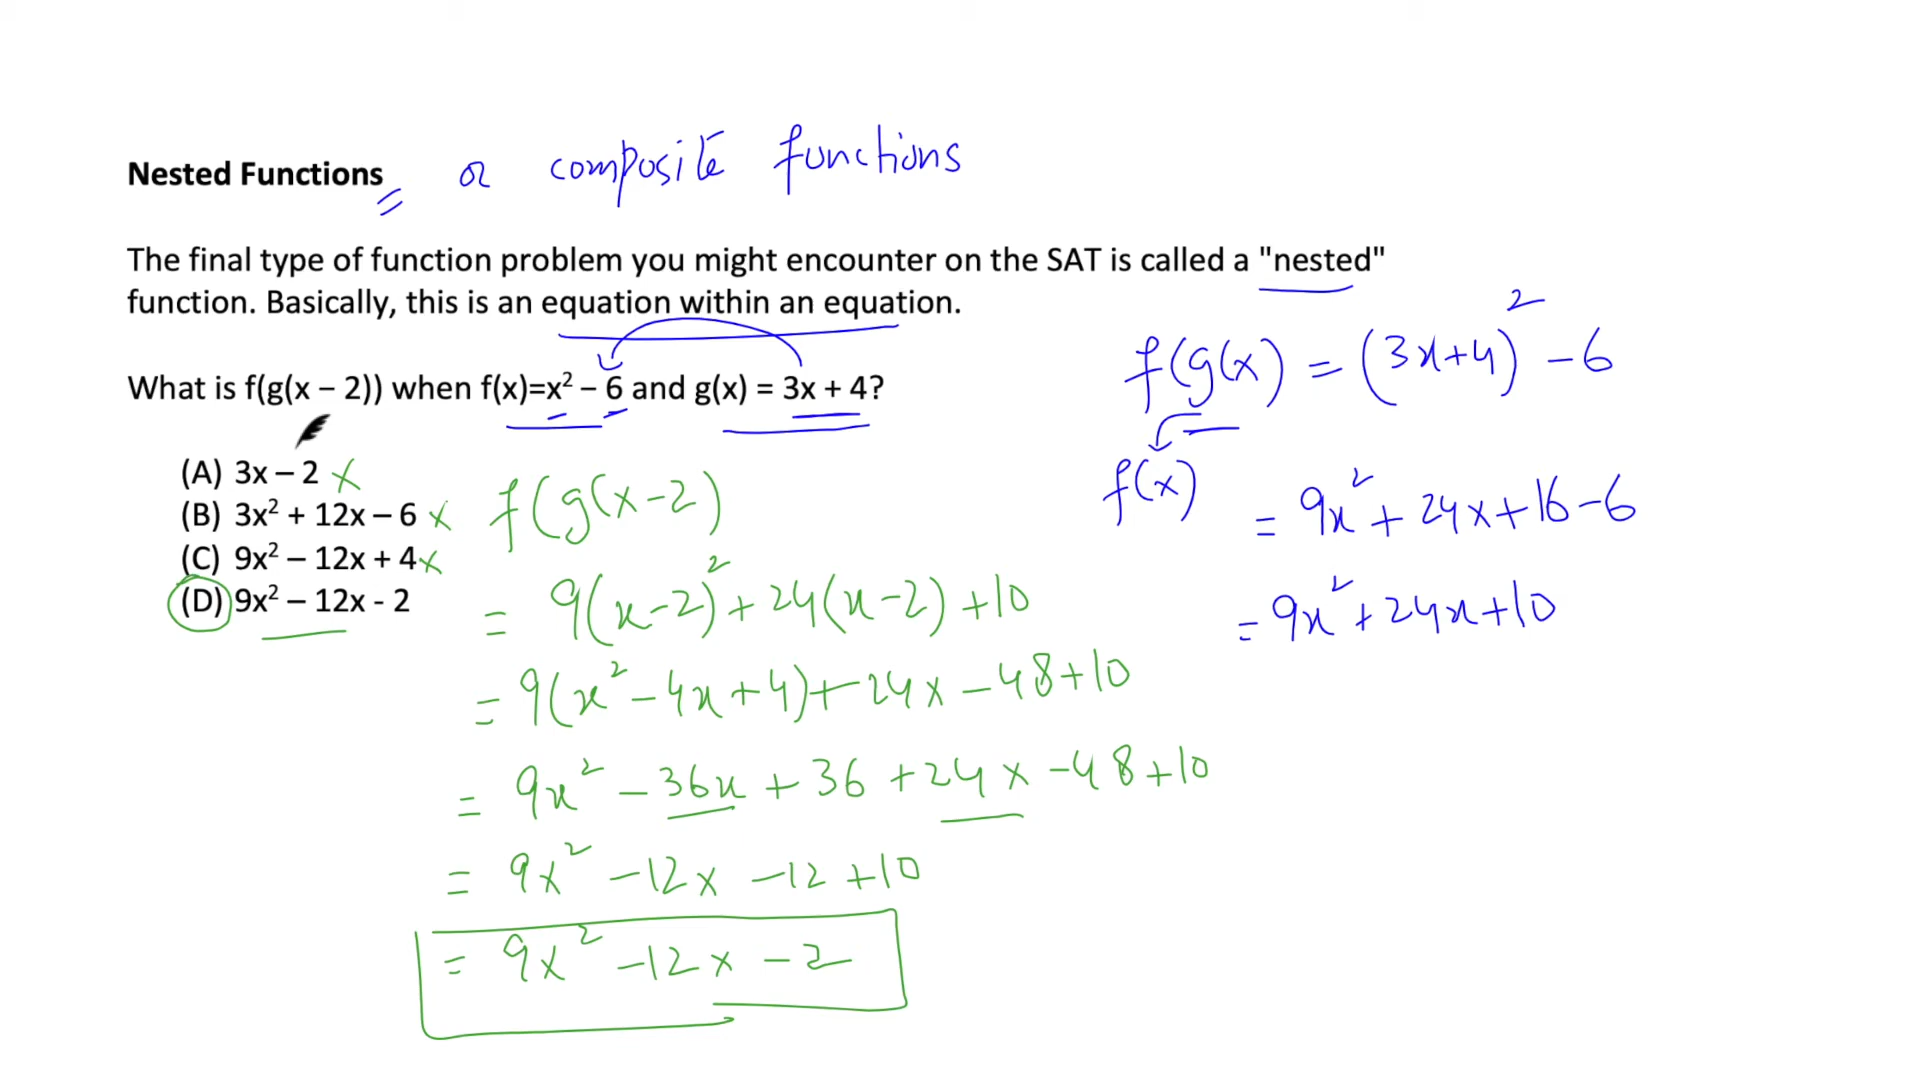 Nested Functions or composite functions
The final type of function problem you might encounter on the SAT is called a "nested"
function. Basically, this is an equation within an equation.
What is f(g(x – 2)) when f(x)=x² – 6 and g(x) = 3x + 4?
(A) 3x – 2 x
(B) 3x² + 12x – 6 x
(C) 9x² – 12x + 4 x
(D) 9x² – 12x - 2
f(g(x-2)
= 9(x-2)² + 24(x-2) + 10
= 9(x² - 4x + 4) + 24x - 48 + 10
= 9x² - 36x + 36 + 24x - 48 + 10
= 9x² - 12x - 12 + 10
= 9x² - 12x - 2
f(g(x) = (3x+4)² - 6
f(x)
= 9x² + 24x + 16 - 6
= 9x² + 24x + 10